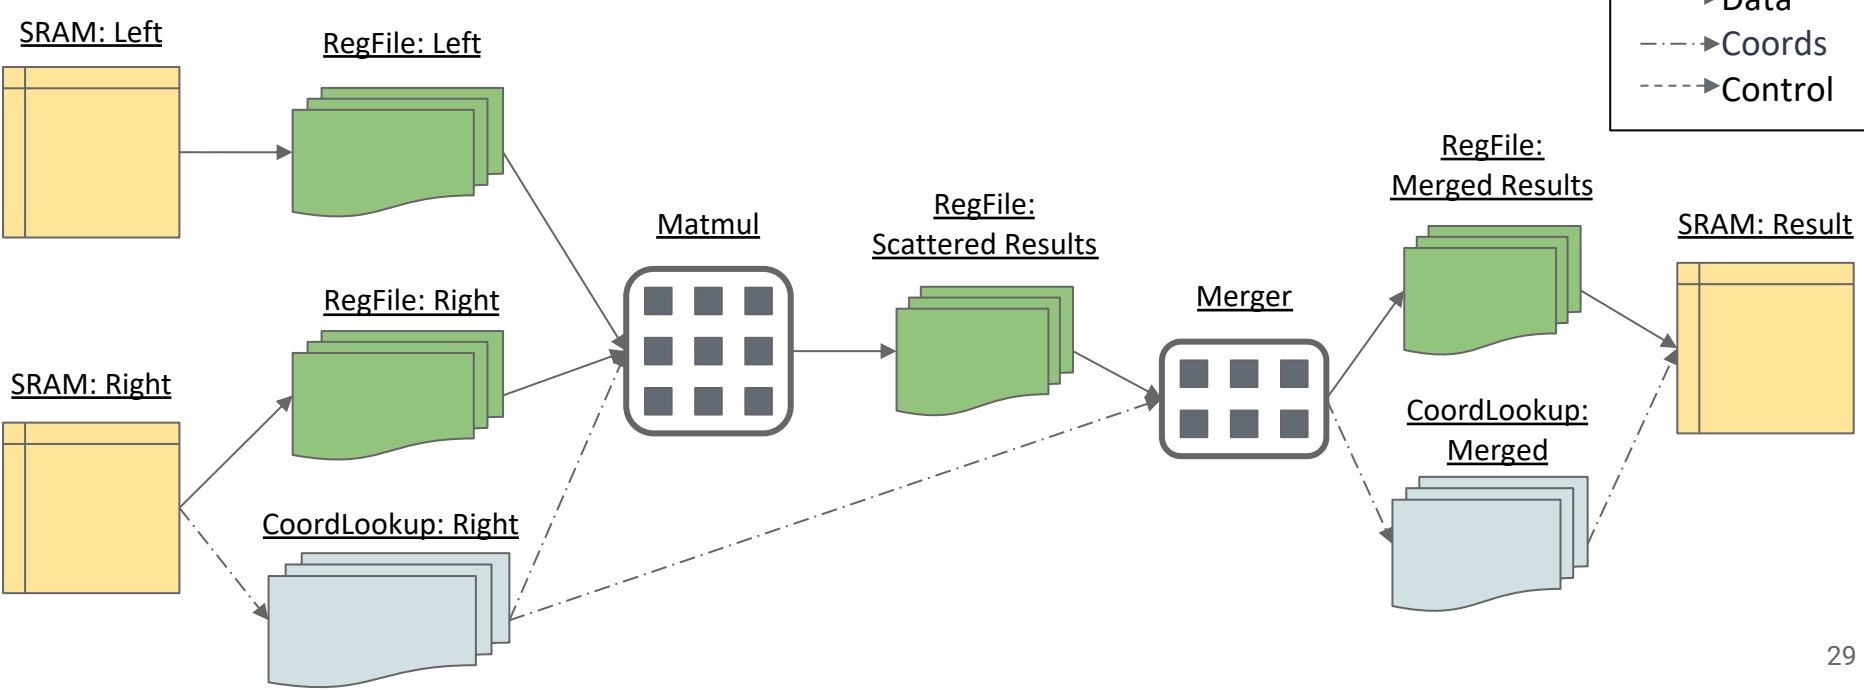 SRAM: Left
RegFile: Left
Data
Coords
Control
RegFile:
Merged Results
SRAM: Result
Matmul
RegFile:
Scattered Results
Merger
RegFile: Right
SRAM: Right
CoordLookup:
Merged
CoordLookup: Right
29